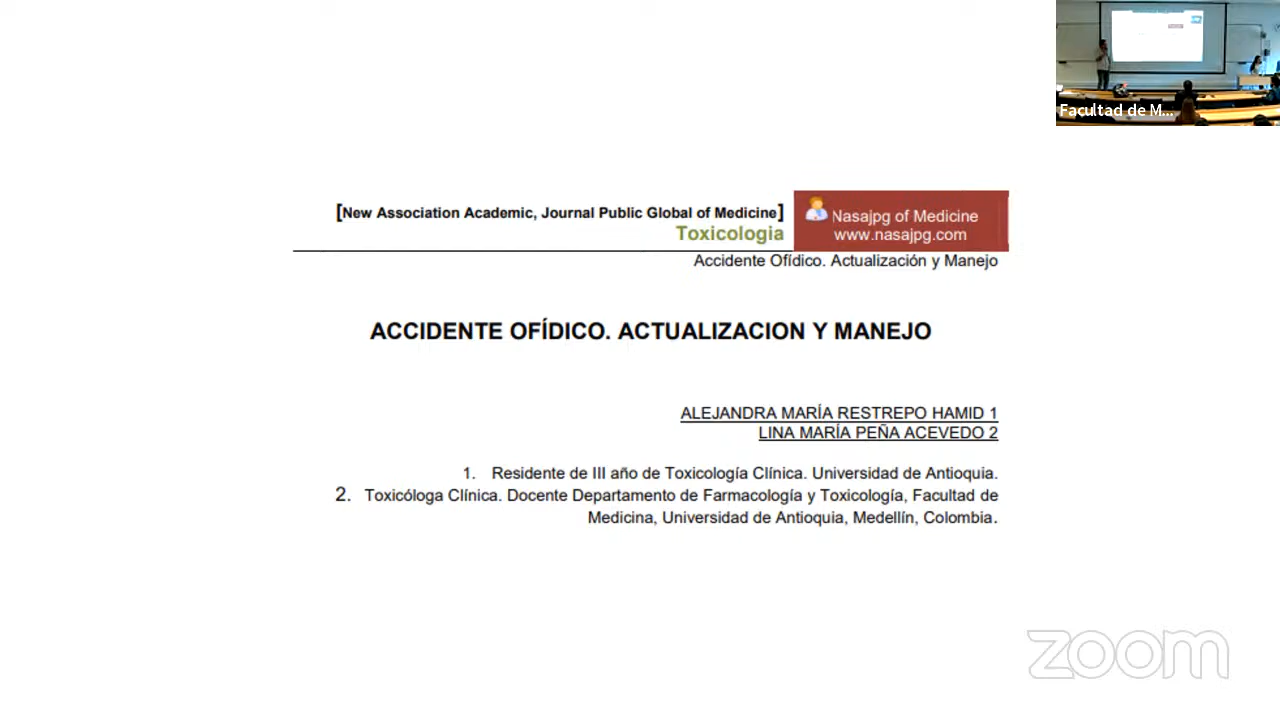 Facultad de M...
[New Association Academic, Journal Public Global of Medicine]
Toxicologia
Nasajpg of Medicine
www.nasajpg.com
Accidente Ofídico. Actualización y Manejo
ACCIDENTE OFÍDICO. ACTUALIZACION Y MANEJO
ALEJANDRA MARÍA RESTREPO HAMID 1
LINA MARÍA PEÑA ACEVEDO 2
1. Residente de III año de Toxicología Clínica. Universidad de Antioquia.
2. Toxicóloga Clínica. Docente Departamento de Farmacología y Toxicología, Facultad de
Medicina, Universidad de Antioquia, Medellín, Colombia.
zoom